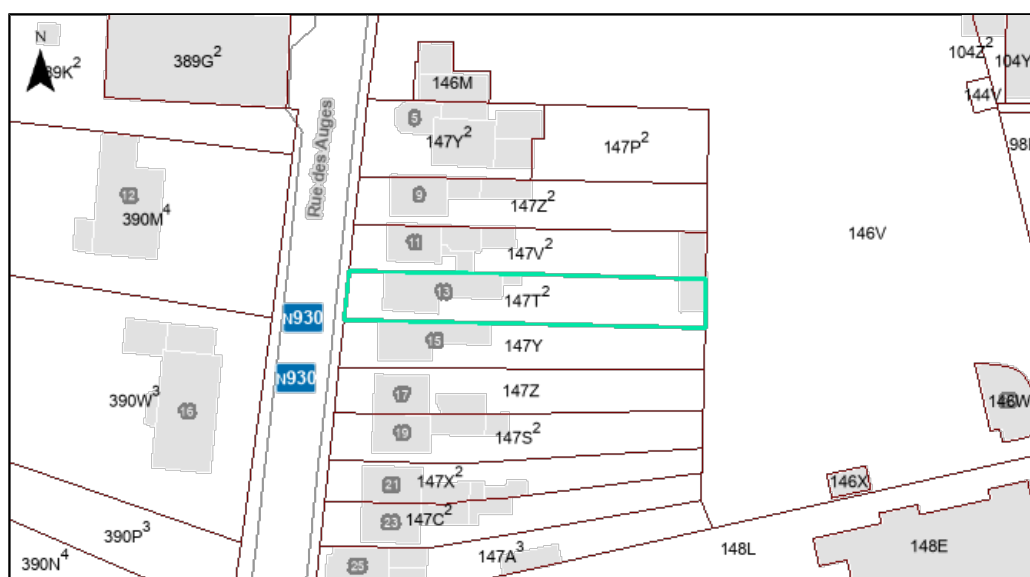 N
39K²
389G²
146M
104Z²
104Y
144V
5
147Y²
147P²
98
Rue des Auges
12
390M⁴
9
147Z²
11
147V²
146V
13
147T²
N930
15
147Y
N930
17
147Z
390W³
16
19
147S²
146W
21
147X²
146X
23
147C²
390P³
25
147A³
148L
148E
390N⁴